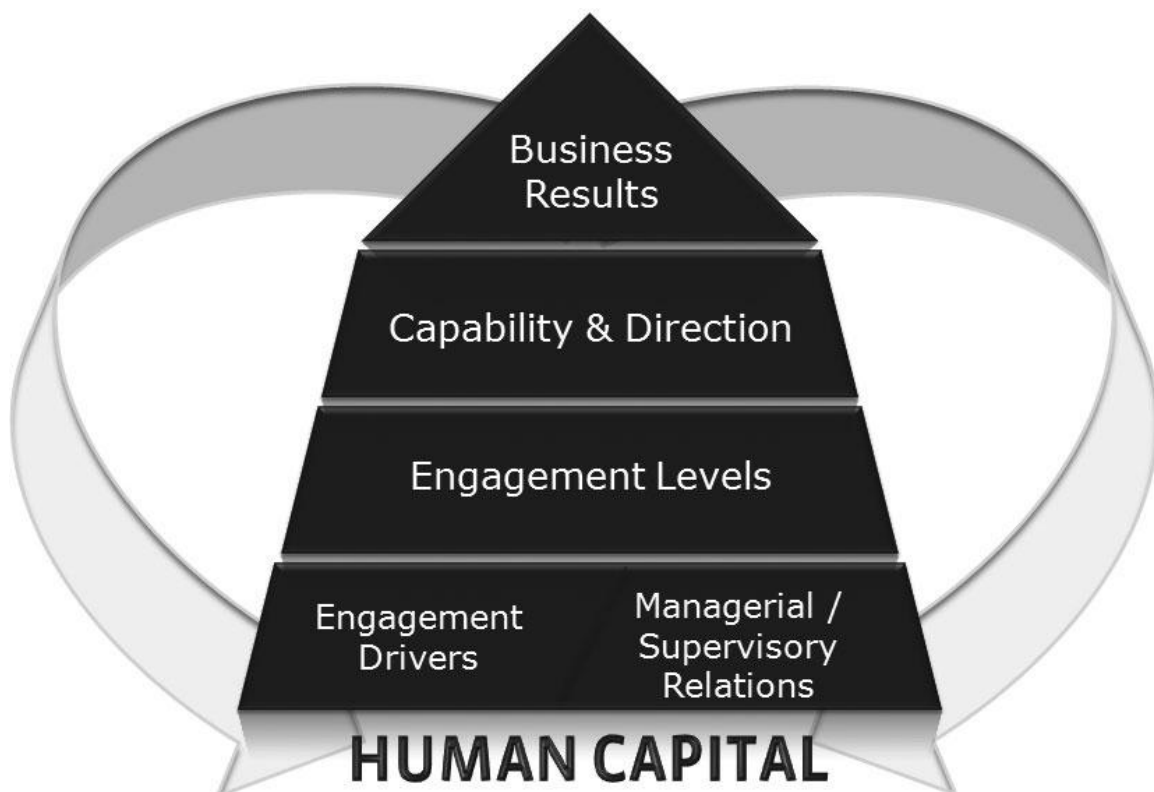 Business
Results
Capability & Direction
Engagement Levels
Engagement
Drivers
Managerial /
Supervisory
Relations
HUMAN CAPITAL